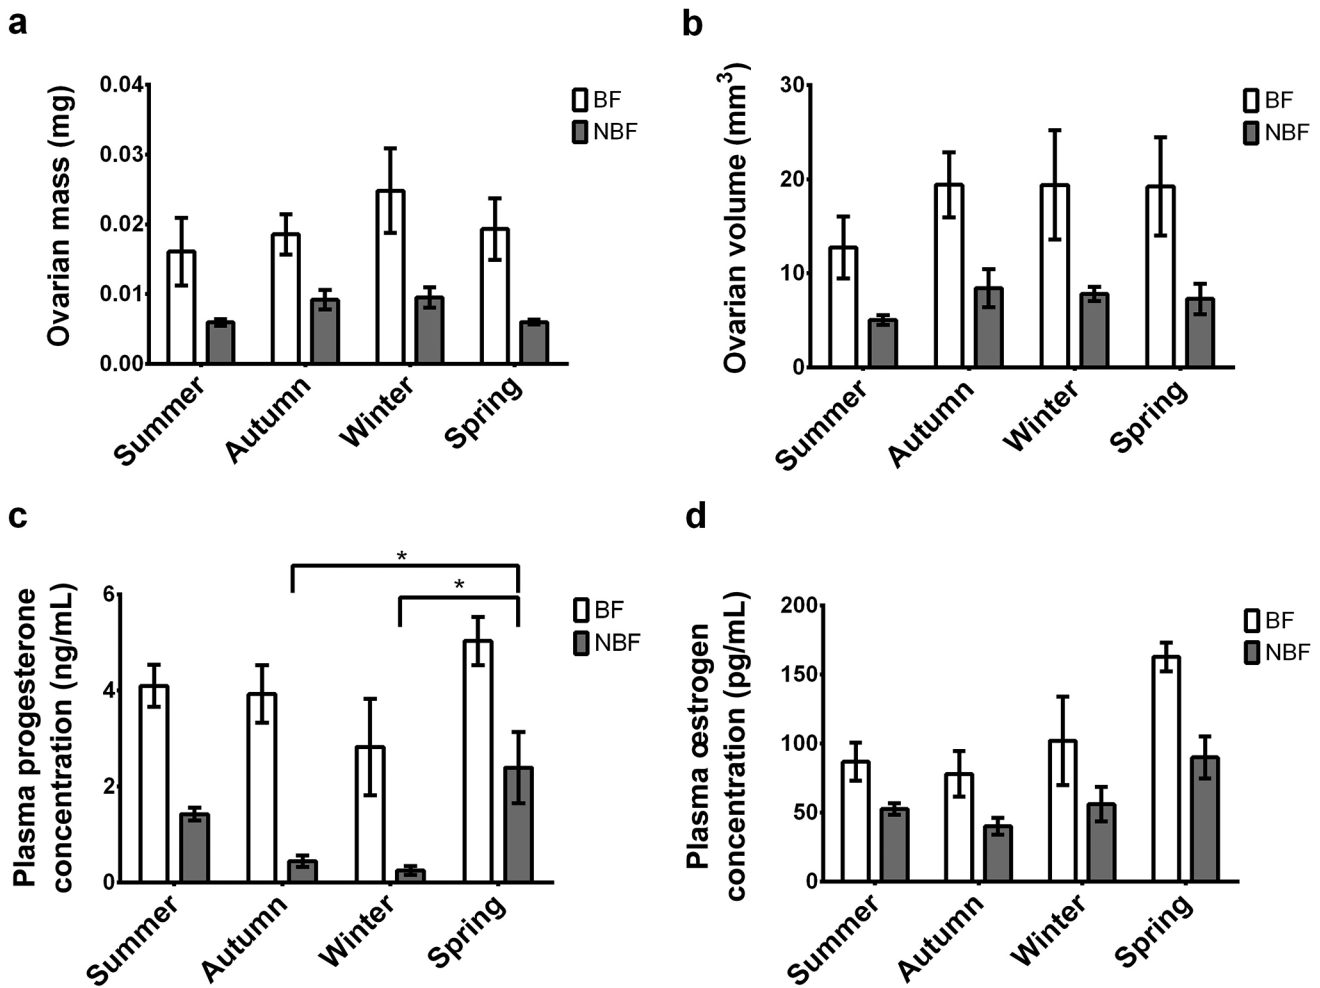 a
Ovarian mass (mg)
0.04
0.03
0.02
0.01
0.00
Summer
Autumn
Winter
Spring
BF
NBF
b
Ovarian volume (mm³)
30
20
10
0
Summer
Autumn
Winter
Spring
BF
NBF
c
Plasma progesterone
concentration (ng/mL)
6
4
2
0
*
*
Summer
Autumn
Winter
Spring
BF
NBF
d
Plasma œstrogen
concentration (pg/mL)
200
150
100
50
0
Summer
Autumn
Winter
Spring
BF
NBF